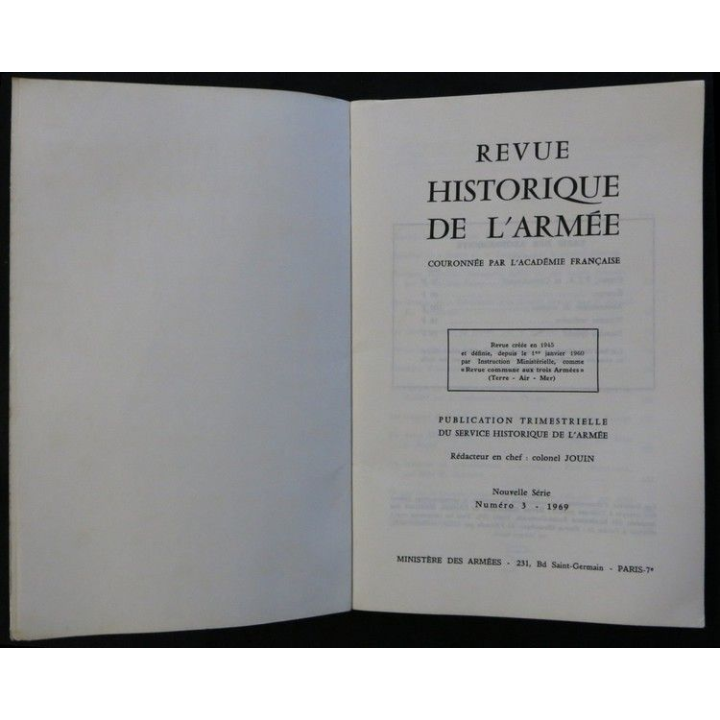 REVUE
HISTORIQUE
DE L'ARMÉE
COURONNÉE PAR L'ACADÉMIE FRANÇAISE
Revue créée en 1945
et définie, depuis le 1er janvier 1960
par Instruction Ministérielle, comme
« Revue commune aux trois Armées »
(Terre - Air - Mer)
PUBLICATION TRIMESTRIELLE
DU SERVICE HISTORIQUE DE L'ARMÉE
Rédacteur en chef : colonel JOUIN
Nouvelle Série
Numéro 3 - 1969
MINISTÈRE DES ARMÉES - 231, Bd Saint-Germain - PARIS-7e